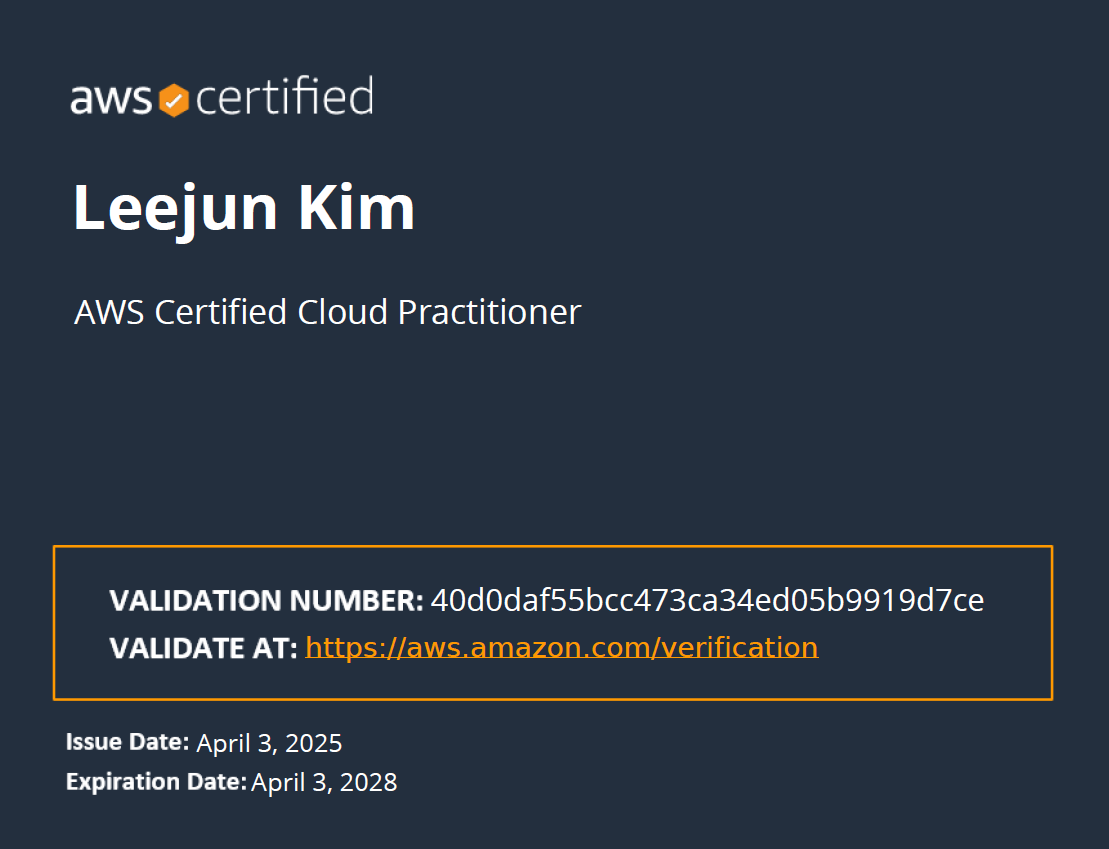 aws certified
Leejun Kim
AWS Certified Cloud Practitioner
VALIDATION NUMBER: 40d0daf55bcc473ca34ed05b9919d7ce
VALIDATE AT: https://aws.amazon.com/verification
Issue Date: April 3, 2025
Expiration Date: April 3, 2028